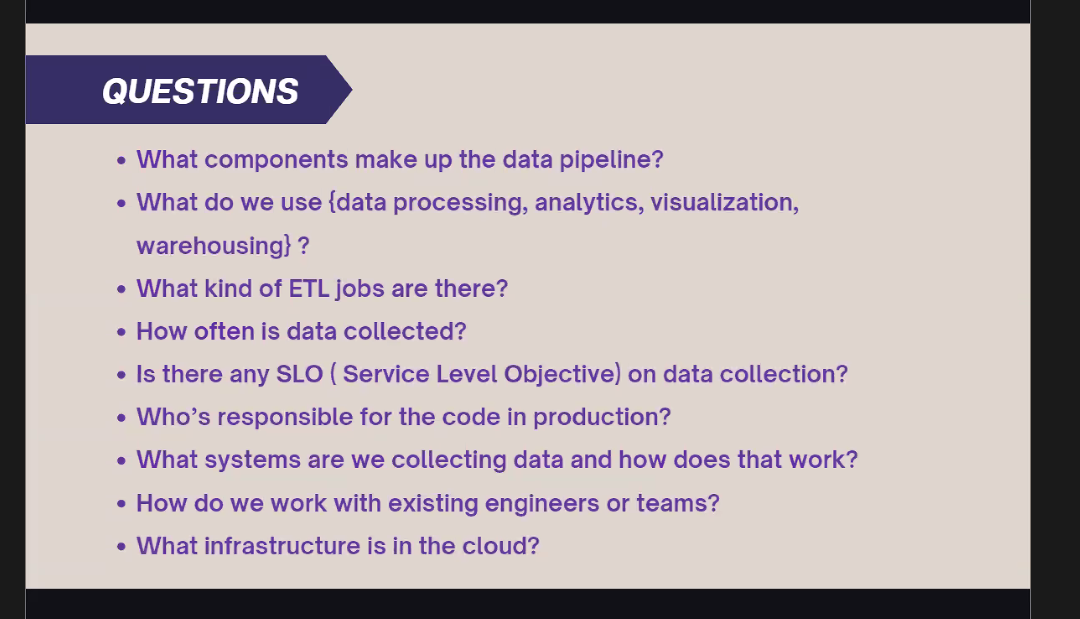 QUESTIONS
• What components make up the data pipeline?
• What do we use {data processing, analytics, visualization,
warehousing} ?
• What kind of ETL jobs are there?
• How often is data collected?
• Is there any SLO ( Service Level Objective) on data collection?
• Who’s responsible for the code in production?
• What systems are we collecting data and how does that work?
• How do we work with existing engineers or teams?
• What infrastructure is in the cloud?